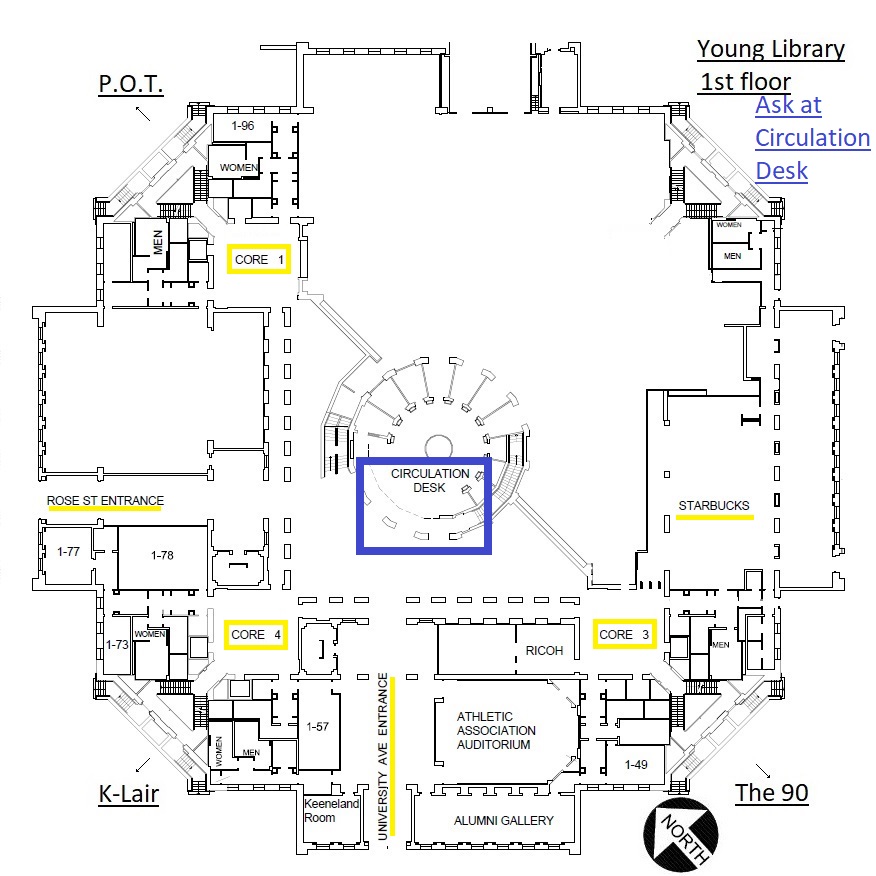 Young Library
1st floor
Ask at
Circulation
Desk
P.O.T.
1-96
WOMEN
MEN
CORE 1
WOMEN
MEN
CIRCULATION
DESK
ROSE ST ENTRANCE
STARBUCKS
1-77
1-78
1-73
WOMEN
CORE 4
RICOH
CORE 3
MEN
UNIVERSITY AVE ENTRANCE
1-57
ATHLETIC
ASSOCIATION
AUDITORIUM
WOMEN
MEN
1-49
K-Lair
The 90
Keeneland
Room
ALUMNI GALLERY
NORTH